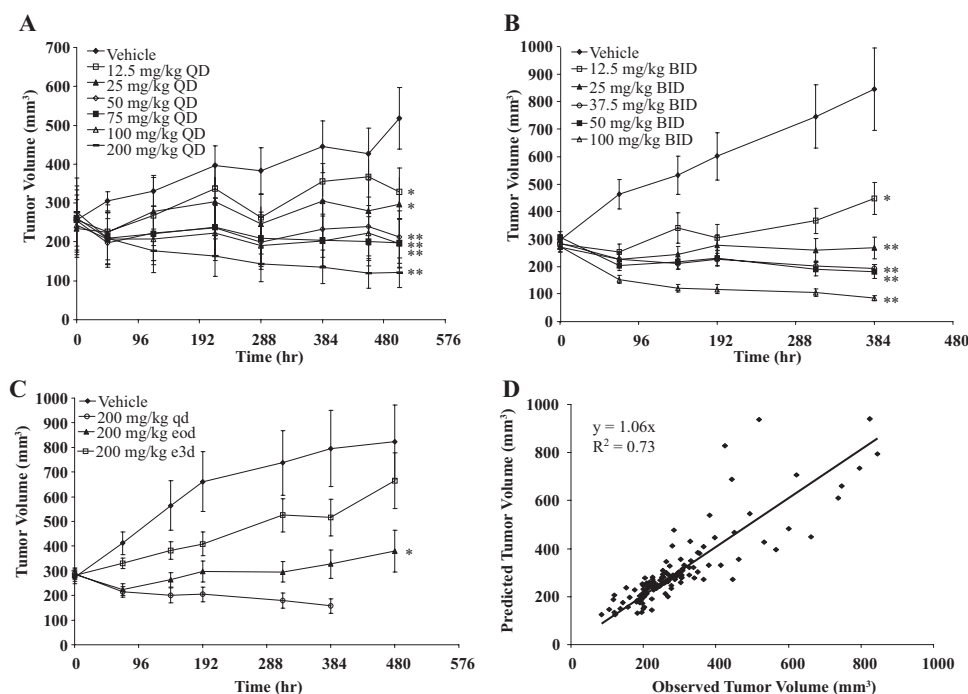 A
Vehicle
12.5 mg/kg QD
25 mg/kg QD
50 mg/kg QD
75 mg/kg QD
100 mg/kg QD
200 mg/kg QD
Tumor Volume (mm³)
700
600
500
400
300
200
100
0
*
*
**
**
**
**
0 96 192 288 384 480 576
Time (hr)
B
Vehicle
12.5 mg/kg BID
25 mg/kg BID
37.5 mg/kg BID
50 mg/kg BID
100 mg/kg BID
Tumor Volume (mm³)
1000
900
800
700
600
500
400
300
200
100
0
*
**
**
**
**
0 96 192 288 384 480
Time (hr)
C
Vehicle
200 mg/kg qd
200 mg/kg eod
200 mg/kg e3d
Tumor Volume (mm³)
1000
900
800
700
600
500
400
300
200
100
0
*
0 96 192 288 384 480 576
Time (hr)
D
y = 1.06x
R² = 0.73
Predicted Tumor Volume (mm³)
1000
800
600
400
200
0
0 200 400 600 800 1000
Observed Tumor Volume (mm³)